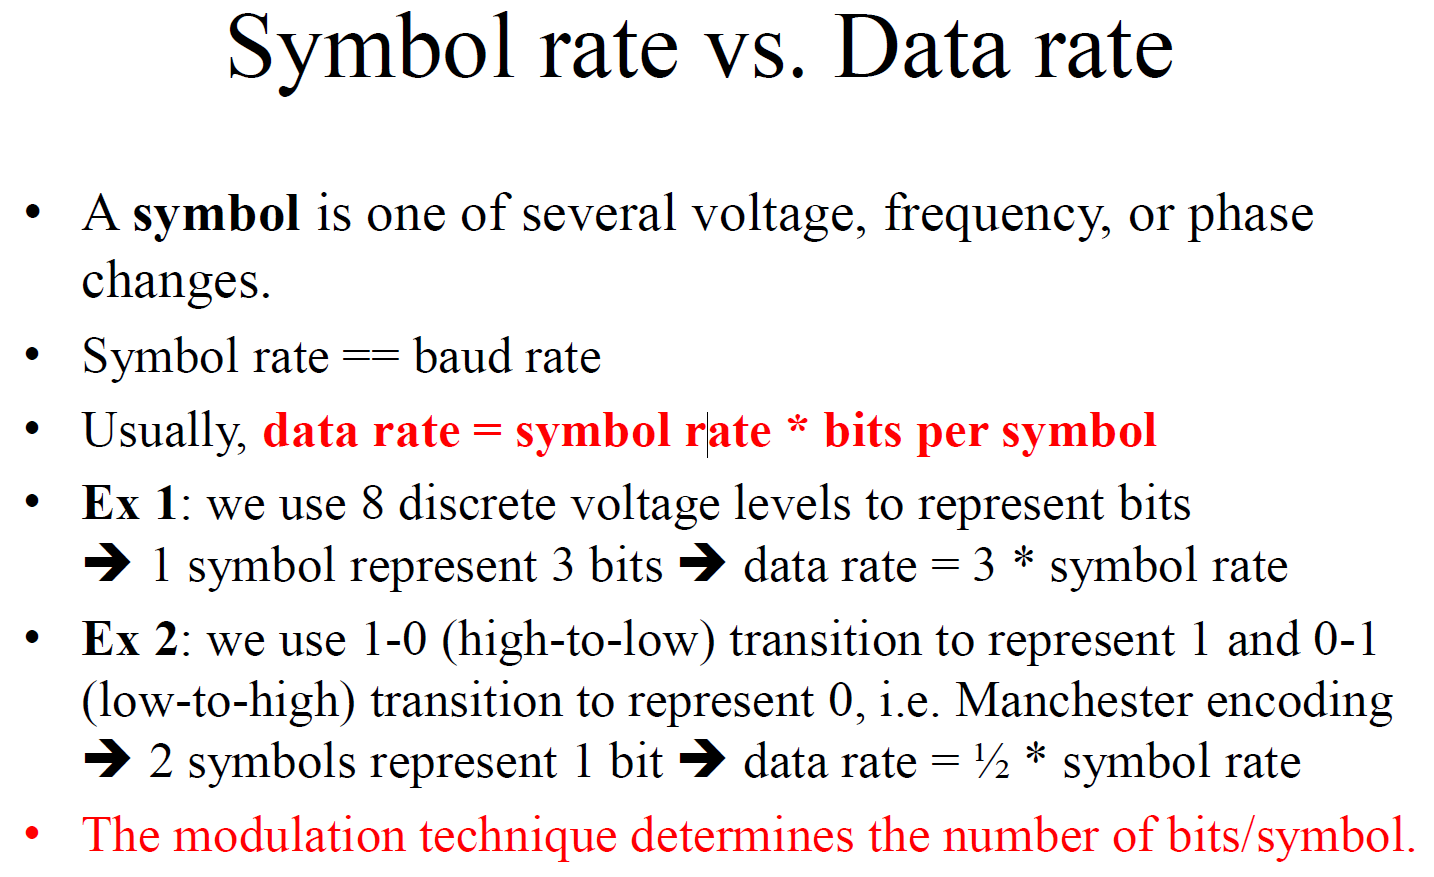 Symbol rate vs. Data rate
• A symbol is one of several voltage, frequency, or phase
changes.
• Symbol rate == baud rate
• Usually, data rate = symbol rate * bits per symbol
• Ex 1: we use 8 discrete voltage levels to represent bits
➔ 1 symbol represent 3 bits ➔ data rate = 3 * symbol rate
• Ex 2: we use 1-0 (high-to-low) transition to represent 1 and 0-1
(low-to-high) transition to represent 0, i.e. Manchester encoding
➔ 2 symbols represent 1 bit ➔ data rate = ½ * symbol rate
• The modulation technique determines the number of bits/symbol.